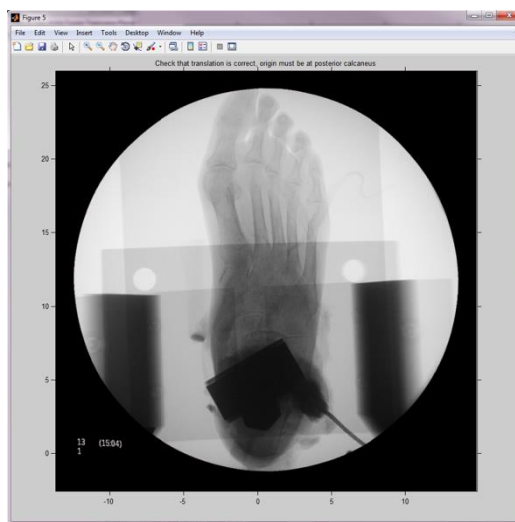 Figure 5
File Edit View Insert Tools Desktop Window Help
Check that translation is correct, origin must be at posterior calcaneus
25
20
15
10
5
0
13 (15:04)
1
-10 -5 0 5 10